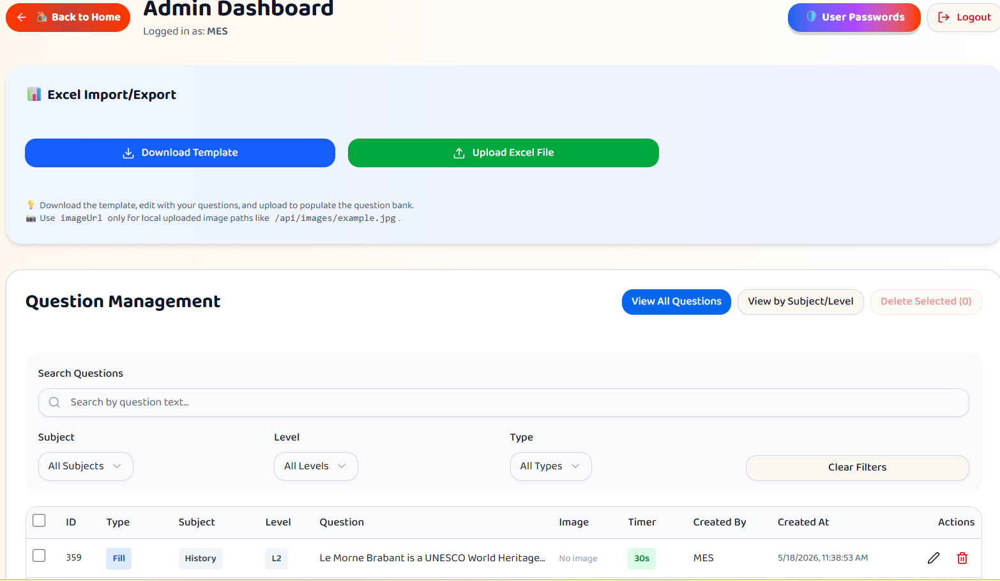 Back to Home
Admin Dashboard
Logged in as: MES
User Passwords
Logout
Excel Import/Export
Download Template
Upload Excel File
Download the template, edit with your questions, and upload to populate the question bank.
Use imageUrl only for local uploaded image paths like /api/images/example.jpg .
Question Management
View All Questions
View by Subject/Level
Delete Selected (0)
Search Questions
Search by question text...
Subject
Level
Type
All Subjects
All Levels
All Types
Clear Filters
ID Type Subject Level Question Image Timer Created By Created At Actions
359 Fill History L2 Le Morne Brabant is a UNESCO World Heritage... No image 30s MES 5/18/2026, 11:38:53 AM